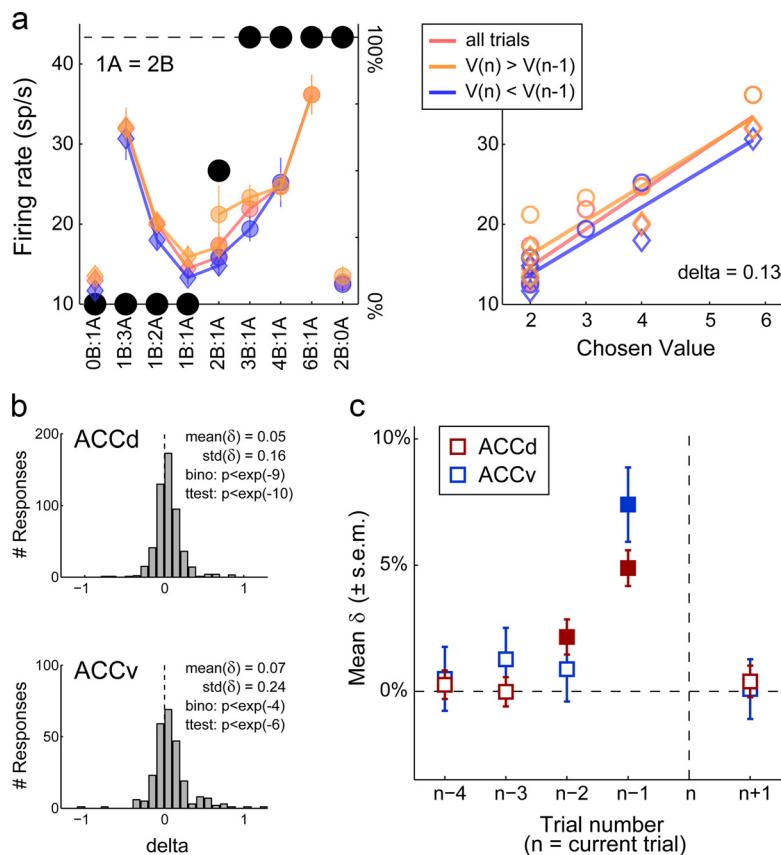 a
Firing rate (sp/s)
40
30
20
10
1A = 2B
100%
0%
0B:1A
1B:3A
1B:2A
1B:1A
2B:1A
3B:1A
4B:1A
6B:1A
2B:0A
all trials
V(n) > V(n-1)
V(n) < V(n-1)
30
20
10
delta = 0.13
2
3
4
5
6
Chosen Value
b
ACCd
200
100
0
# Responses
mean(δ) = 0.05
std(δ) = 0.16
bino: p<exp(-9)
ttest: p<exp(-10)
−1
0
1
ACCv
100
50
0
# Responses
mean(δ) = 0.07
std(δ) = 0.24
bino: p<exp(-4)
ttest: p<exp(-6)
−1
0
1
delta
c
ACCd
ACCv
Mean δ (± s.e.m.)
10%
5%
0%
n−4
n−3
n−2
n−1
n
n+1
Trial number
(n = current trial)